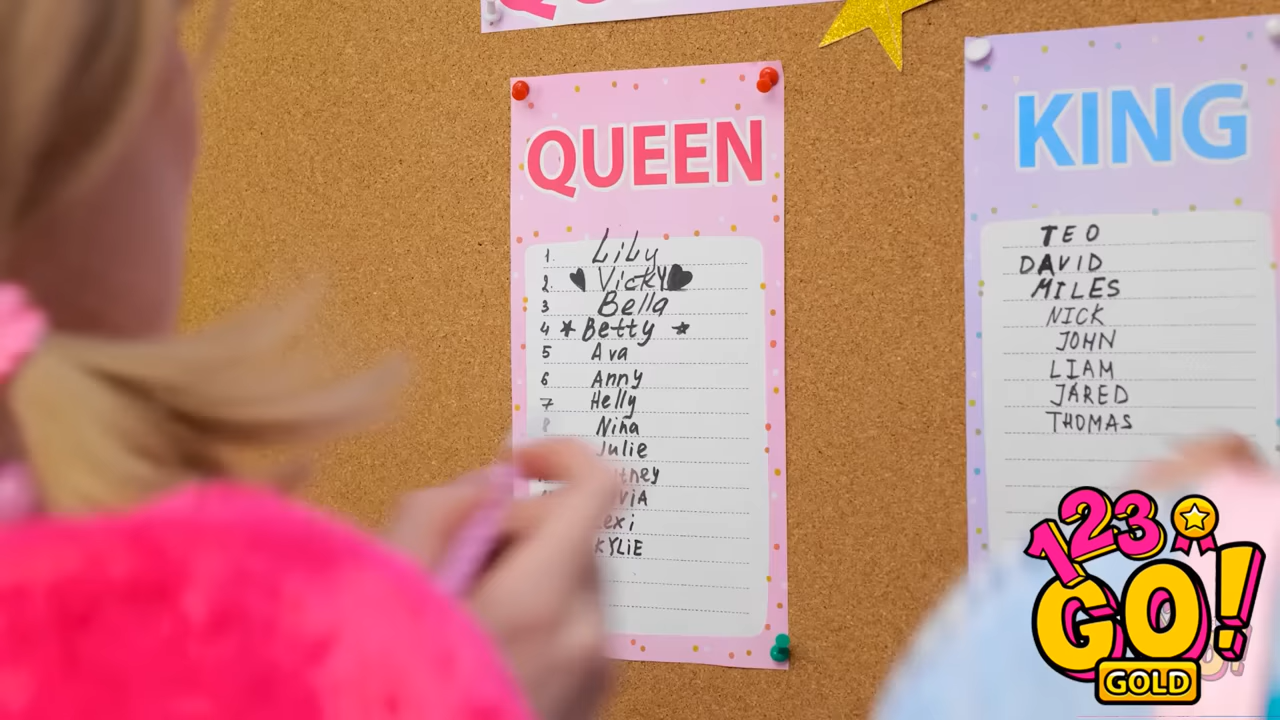 QUEEN
1. Lily
2. Vicky
3 Bella
4 Betty
5 Ava
6 Anny
7 Helly
8 Nina
Julie
KYLIE
KING
TEO
DAVID
MILES
NICK
JOHN
LIAM
JARED
THOMAS
123
GO!
GOLD